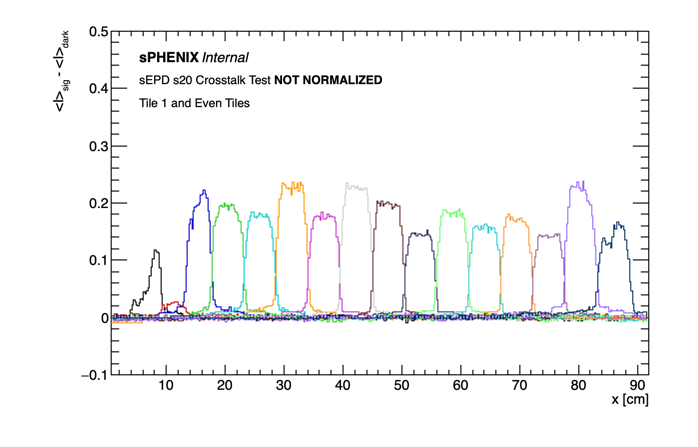 0.5
sPHENIX Internal
sEPD s20 Crosstalk Test NOT NORMALIZED
Tile 1 and Even Tiles
<I>sig - <I>dark
0.4
0.3
0.2
0.1
0
−0.1
10 20 30 40 50 60 70 80 90
x [cm]